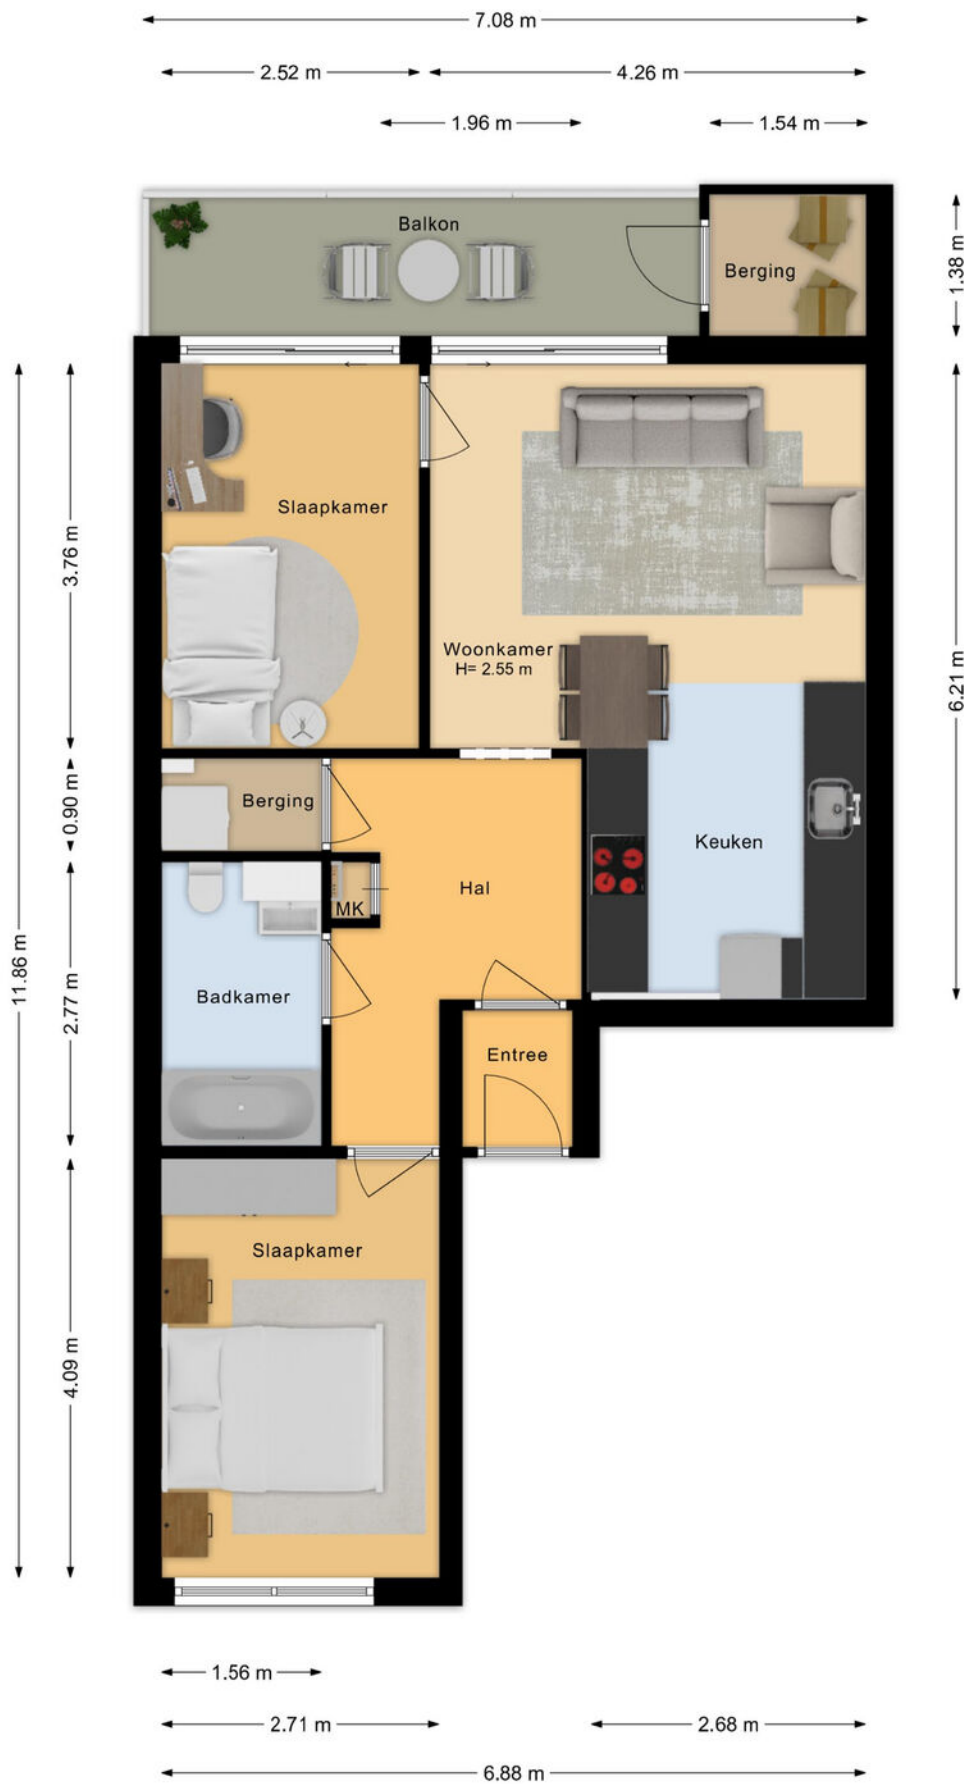 7.08 m
2.52 m
4.26 m
1.96 m
1.54 m
Balkon
Berging
1.38 m
Slaapkamer
3.76 m
Woonkamer
H= 2.55 m
6.21 m
Berging
0.90 m
Keuken
Hal
MK
11.86 m
2.77 m
Badkamer
Entree
Slaapkamer
4.09 m
1.56 m
2.71 m
2.68 m
6.88 m